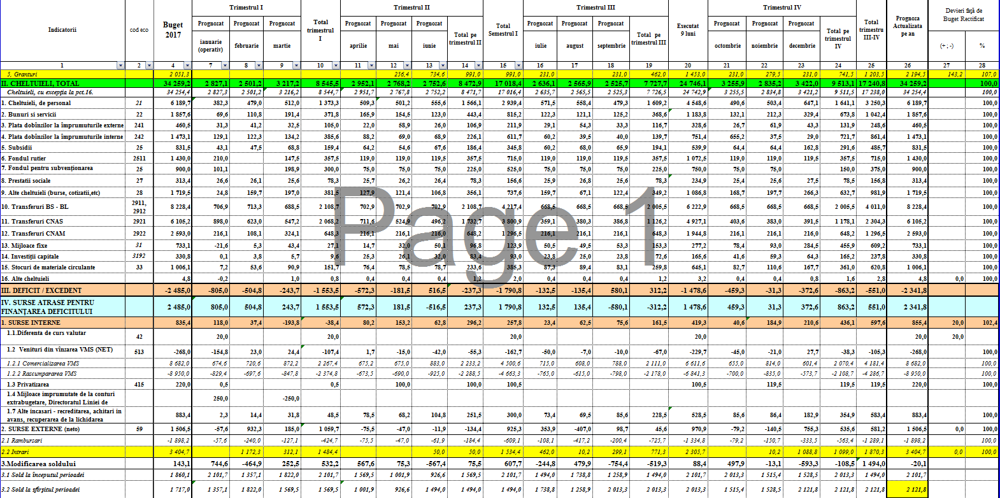 Indicatorii cod eco Buget 2017 Trimestrul I Total trimestrul I Trimestrul II Total Semestrul I Trimestrul III Executat 9 luni Trimestrul IV Total trimestru III-IV Prognoza Actualizata pe an Devieri faţă de Buget Rectificat
Prognozat Prognozat Prognozat Prognozat Prognozat Prognozat Total pe trimestrul II Prognozat Prognozat Prognozat Total pe trimestrul III Prognozat Prognozat Prognozat Total pe trimestrul IV
ianuarie (operativ) februarie martie aprilie mai iunie iulie august septembrie octombrie noiembrie decembrie (+ ; -) %
1 2 4 7 8 9 10 11 12 13 14 15 16 17 18 19 20 21 22 23 24 25 26 27 28
5, Granturi 2 051,3 256,4 734,6 991,0 991,0 231,0 231,0 462,0 1 453,0 231,0 279,5 231,0 741,5 1 203,5 2 194,5 143,2 107,0
II. CHELTUIELI, TOTAL 34 259,2 2 827,1 2 501,2 3 217,2 8 545,5 2 952,1 2 768,2 2 752,6 8 472,9 17 018,4 2 636,1 2 565,9 2 525,7 7 727,7 24 746,1 3 255,9 2 835,2 3 422,0 9 513,1 17 240,8 34 259,2 100,0
Cheltuieli, cu excepţia la pct.16. 34 254,4 2 827,3 2 501,2 3 216,2 8 544,7 2 951,7 2 767,8 2 752,2 8 471,7 17 016,4 2 635,7 2 565,5 2 525,3 7 726,5 24 742,9 3 255,5 2 834,8 3 421,2 9 511,5 17 238,0 34 254,4 100,0
1. Cheltuieli, de personal 21 6 189,7 382,3 479,0 512,0 1 373,3 509,3 501,2 555,6 1 566,1 2 939,4 571,5 558,4 479,3 1 609,2 4 548,6 490,6 503,4 647,1 1 641,1 3 250,3 6 189,7 100,0
2. Bunuri si servicii 22 1 857,6 69,6 110,8 191,4 371,8 165,9 154,5 123,0 443,4 815,2 122,3 121,1 125,2 368,6 1 183,8 132,1 212,3 329,4 673,8 1 042,4 1 857,6 100,0
3. Plata dobînzilor la împrumuturile externe 241 460,5 31,3 41,2 32,5 105,0 22,0 58,9 26,0 106,9 211,9 29,1 54,3 33,3 116,7 328,6 26,7 61,9 43,3 131,9 248,6 460,5 100,0
4. Plata dobînzilor la împrumuturile interne 242 1 473,1 129,1 122,3 134,2 385,6 88,2 69,0 68,9 226,1 611,7 60,2 39,5 40,0 139,7 751,4 655,2 37,5 29,0 721,7 861,4 1 473,1 100,0
5. Subsidii 25 831,5 43,1 47,5 68,8 159,4 64,2 54,6 67,6 186,4 345,8 60,2 68,0 65,9 194,1 539,9 64,4 64,4 162,8 291,6 485,7 831,5 100,0
6. Fondul rutier 2511 1 430,0 210,0 147,5 357,5 119,0 119,0 119,5 357,5 715,0 119,0 119,0 119,5 357,5 1 072,5 119,0 119,0 119,5 357,5 715,0 1 430,0 100,0
7. Fondul pentru subvenţionarea 25 900,0 101,1 198,9 300,0 75,0 75,0 75,0 225,0 525,0 75,0 75,0 75,0 225,0 750,0 75,0 75,0 150,0 375,0 900,0 100,0
8. Prestatii sociale 27 313,4 26,6 26,1 25,6 78,3 25,7 26,2 26,4 78,3 156,6 25,9 26,8 25,6 78,3 234,9 25,4 25,6 27,5 78,5 156,8 313,4 100,0
9. Alte cheltuieli (burse, cotizatii,etc) 28 1 719,5 24,8 159,7 197,0 381,5 127,9 121,4 106,8 356,1 737,6 159,7 67,1 122,4 349,2 1 086,8 168,7 197,7 266,3 632,7 981,9 1 719,5 100,0
10. Transferuri BS - BL 2911, 2912 8 228,4 706,9 713,3 688,5 2 108,7 702,9 702,9 702,9 2 108,7 4 217,4 668,5 668,5 668,5 2 005,5 6 222,9 668,5 668,5 668,5 2 005,5 4 011,0 8 228,4 100,0
11. Transferuri CNAS 2921 6 105,2 898,0 623,0 547,2 2 068,2 711,6 524,9 496,2 1 732,7 3 800,9 359,1 380,3 386,8 1 126,2 4 927,1 403,6 383,0 391,5 1 178,1 2 304,3 6 105,2 100,0
12. Transferuri CNAM 2922 2 593,0 216,1 108,1 324,1 648,3 216,1 216,1 216,0 648,2 1 296,5 216,1 216,1 216,1 648,3 1 944,8 216,1 216,1 216,0 648,2 1 296,5 2 593,0 100,0
13. Mijloace fixe 31 733,1 -21,6 5,3 43,4 27,1 14,7 32,0 50,1 96,8 123,9 50,5 49,5 53,3 153,3 277,2 78,4 93,0 284,5 455,9 609,2 733,1 100,0
14. Investiţii capitale 3192 330,8 0,1 3,8 5,7 9,6 25,3 26,1 32,0 83,4 93,0 23,8 25,0 23,8 72,6 165,6 41,6 59,3 64,3 165,2 237,8 330,8 100,0
15. Stocuri de materiale circulante 33 1 006,1 7,2 53,6 90,9 151,7 76,4 78,5 78,7 233,6 385,3 87,3 89,4 83,1 259,8 645,1 82,7 110,6 167,7 361,0 620,8 1 006,1 100,0
16. Alte cheltuieli 4,8 -0,2 1,0 0,8 0,4 0,4 0,4 1,2 2,0 0,4 0,4 0,4 1,2 3,2 0,4 0,4 0,8 1,6 2,8 4,8 0,0 100,0
III. DEFICIT / EXCEDENT -2 485,0 -805,0 -504,8 -243,7 -1 553,5 -572,3 -181,5 516,5 -237,3 -1 790,8 -132,5 -135,4 580,1 312,2 -1 478,6 -459,3 -31,3 -372,6 -863,2 -551,0 -2 341,8
IV. SURSE ATRASE PENTRU FINANŢAREA DEFICITULUI 2 485,0 805,0 504,8 243,7 1 553,5 572,3 181,5 -516,5 237,3 1 790,8 132,5 135,4 -580,1 -312,2 1 478,6 459,3 31,3 372,6 863,2 551,0 2 341,8
1. SURSE INTERNE 835,4 118,0 37,4 -193,8 -38,4 80,2 153,2 62,8 296,2 257,8 23,4 62,5 75,6 161,5 419,3 40,6 184,9 210,6 436,1 597,6 855,4 20,0 102,4
1.1.Diferenta de curs valutar 42 20,0 20,0 20,0 20,0 20,0 20,0
1.2 Venituri din vînzarea VMS (NET) 513 -268,0 -154,8 23,0 24,4 -107,4 1,7 -15,0 -42,0 -55,3 -162,7 -50,0 -7,0 -10,0 -67,0 -229,7 -45,0 -21,0 27,7 -38,3 -105,3 -268,0 100,0
1.2.1 Comercializarea VMS 8 682,0 674,6 720,6 872,2 2 267,4 675,2 675,0 883,0 2 233,2 4 500,6 715,0 608,0 788,0 2 111,0 6 611,6 655,0 814,0 601,4 2 070,4 4 181,4 8 682,0 100,0
1.2.2 Rascumpararea VMS -8 950,0 -829,4 -697,6 -847,8 -2 374,8 -673,5 -690,0 -925,0 -2 288,5 -4 663,3 -765,0 -615,0 -798,0 -2 178,0 -6 841,3 -700,0 -835,0 -573,7 -2 108,7 -4 286,7 -8 950,0 100,0
1.3 Privatizarea 415 220,0 0,5 0,5 100,0 100,0 100,5 100,5 119,5 119,5 119,5 220,0 100,0
1.4 Mijloace imprumutate de la conturi extrabugetare, Directoratul Liniei de 250,0 -250,0
1.7 Alte incasari - recreditarea, achitari in avans, recuperarea de la lichidarea 883,4 2,3 14,4 31,8 48,5 78,5 68,2 104,8 251,5 300,0 73,4 69,5 85,6 228,5 528,5 85,6 86,4 182,9 354,9 583,4 883,4 100,0
2. SURSE EXTERNE (neto) 59 1 506,5 -57,6 932,3 185,0 1 059,7 -75,5 -47,0 -11,9 -134,4 925,3 353,9 -407,0 98,7 45,6 970,9 -79,2 -140,5 755,3 535,6 581,2 1 506,5 0,0 100,0
2.1 Rambursari -1 898,2 -57,6 -240,0 -127,1 -424,7 -75,5 -47,0 -61,9 -184,4 -609,1 -108,1 -417,2 -200,4 -725,7 -1 334,8 -79,2 -150,7 -333,5 -563,4 -1 289,1 -1 898,2 100,0
2.2 Intrari 3 404,7 1 172,3 312,1 1 484,4 50,0 50,0 1 534,4 462,0 10,2 299,1 771,3 2 305,7 10,2 1 088,8 1 099,0 1 870,3 3 404,7 0,0 100,0
3.Modificarea soldului 143,1 744,6 -464,9 252,5 532,2 567,6 75,3 -567,4 75,5 607,7 -244,8 479,9 -754,4 -519,3 88,4 497,9 -13,1 -593,3 -108,5 1 494,0 -20,1
3.1 Sold la începutul perioadei 1 860,1 2 101,7 1 357,1 1 822,0 2 101,7 1 569,5 1 001,9 926,6 1 569,5 2 101,7 1 494,0 1 738,8 1 258,9 1 494,0 2 101,7 2 013,3 1 515,4 1 528,5 2 013,3 1 494,0 2 101,7
3.2 Sold la sfîrşitul perioadei 1 717,0 1 357,1 1 822,0 1 569,5 1 569,5 1 001,9 926,6 1 494,0 1 494,0 1 494,0 1 738,8 1 258,9 2 013,3 2 013,3 2 013,3 1 515,4 1 528,5 2 121,8 2 121,8 2 121,8 2 121,8
Page 1